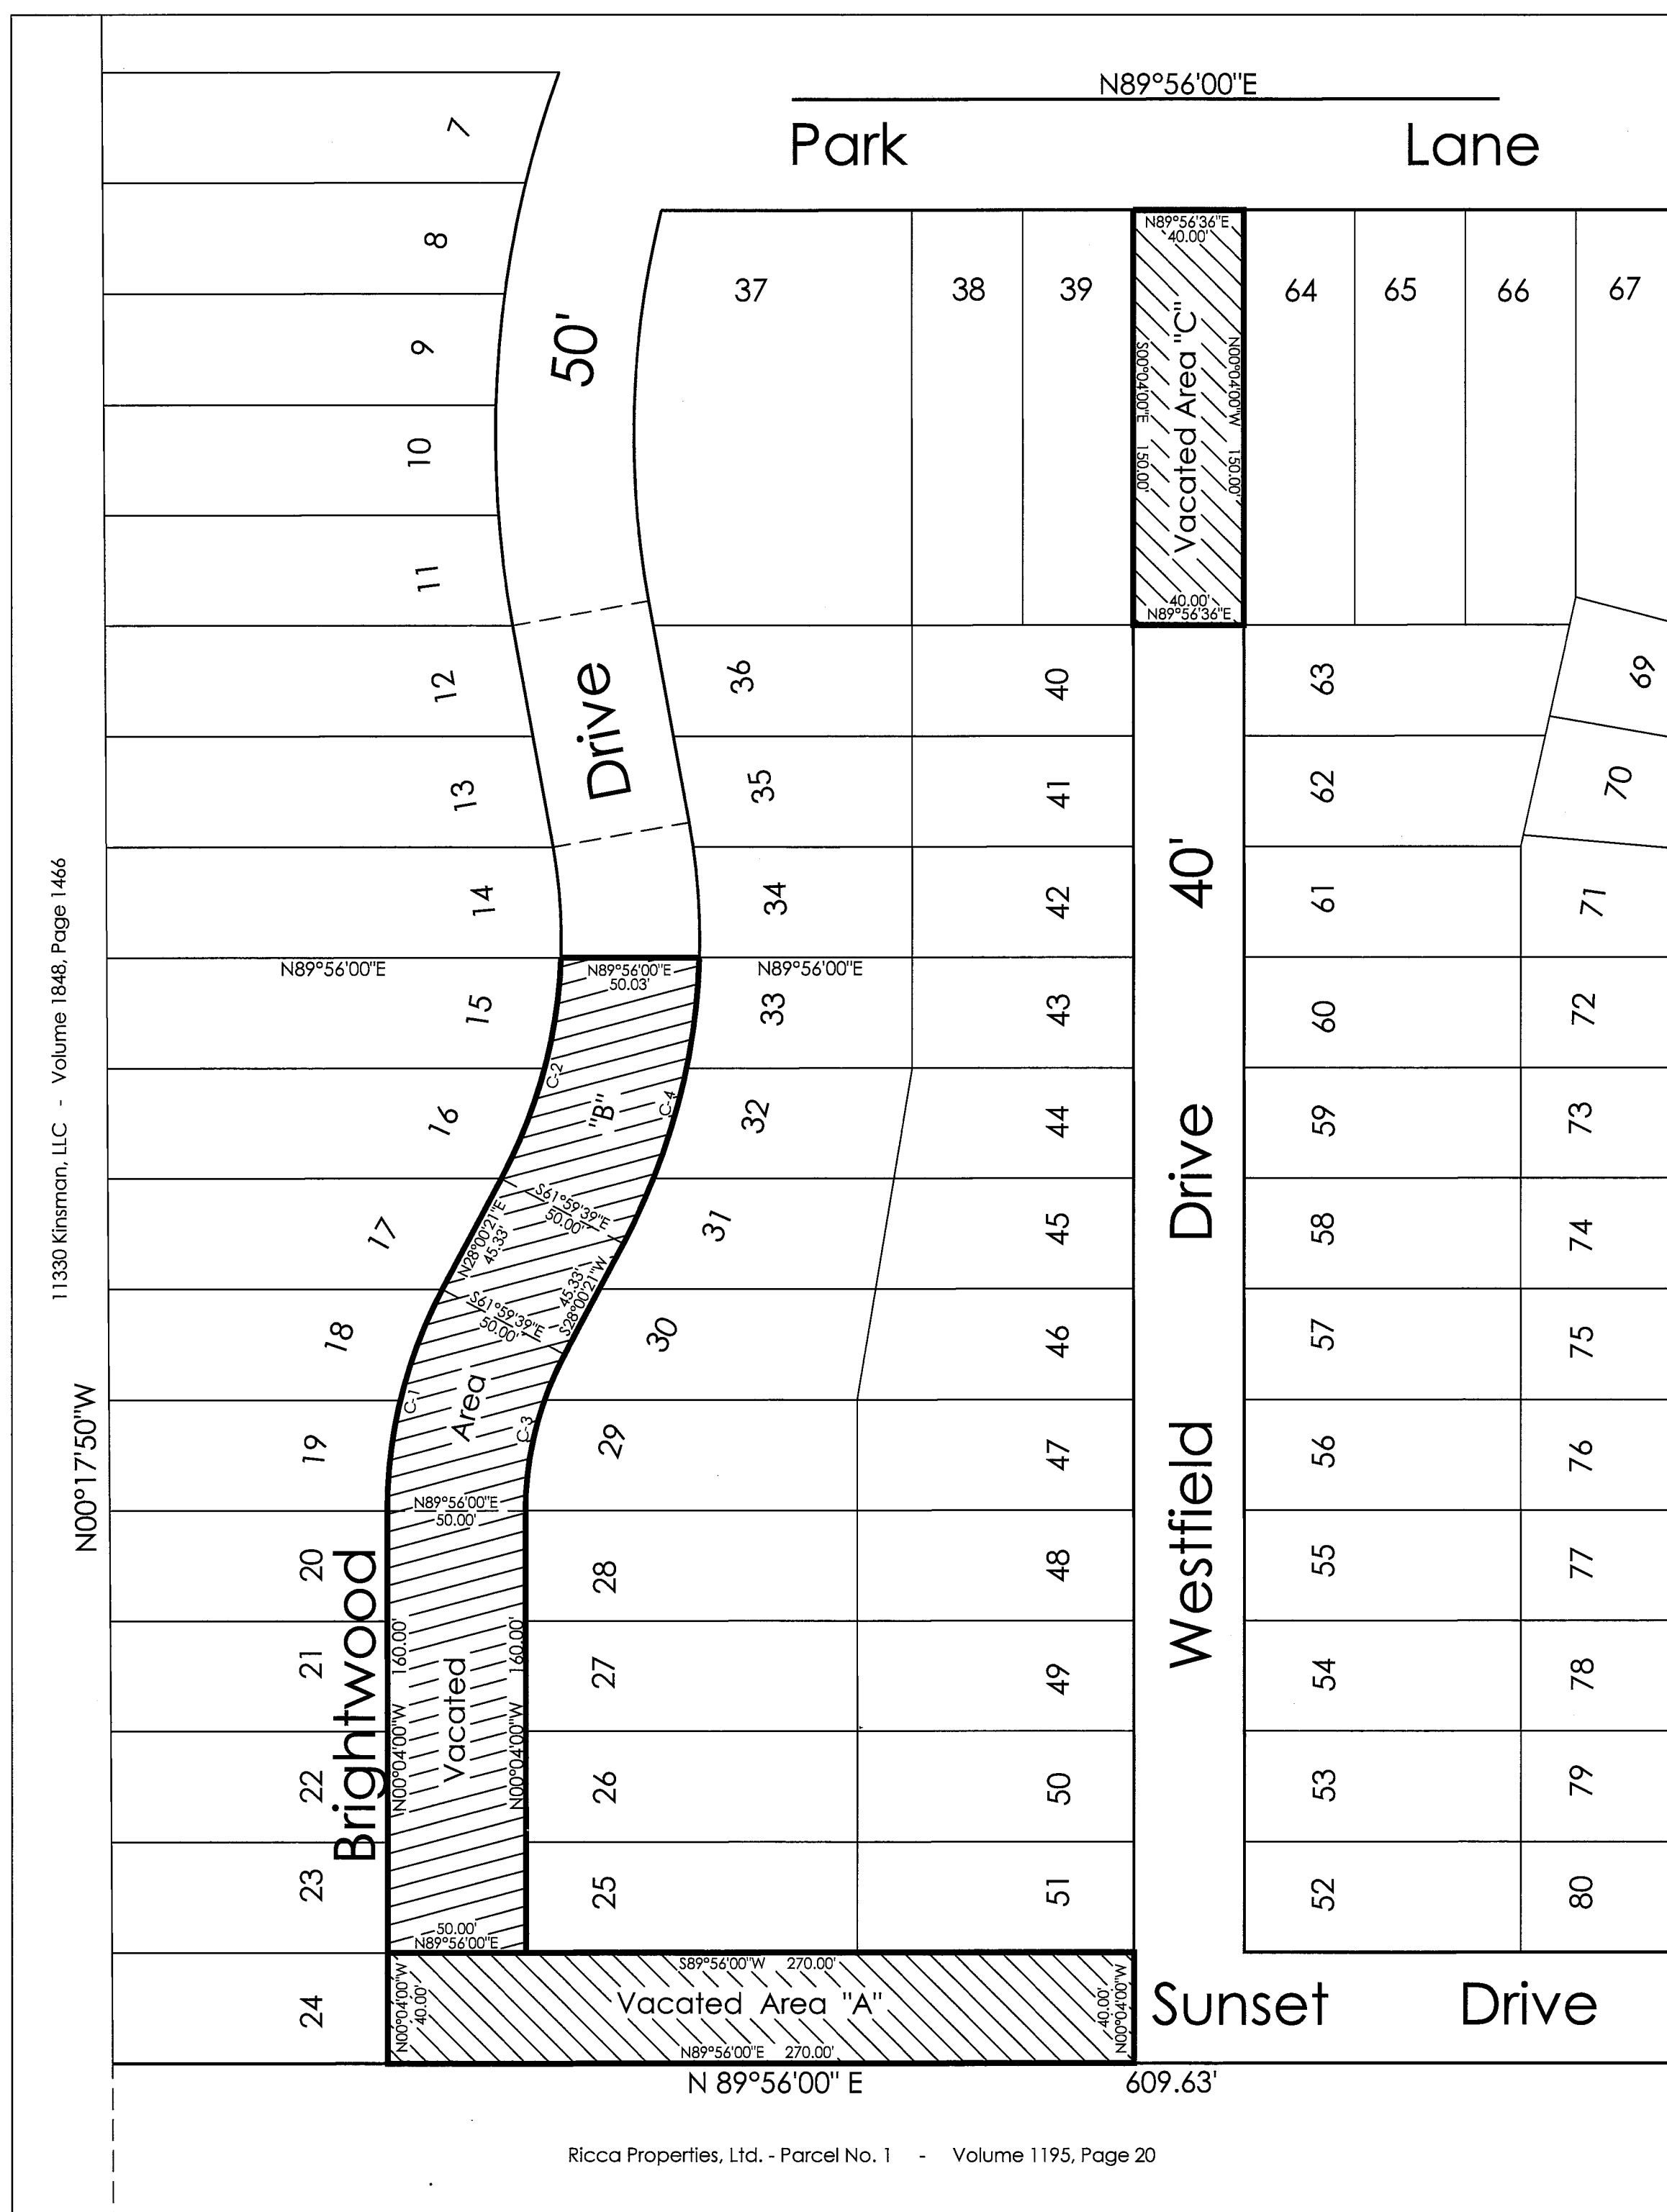 N89°56'00"E
Park Lane
7
8
9
10
11
12
13
14
15
16
17
18
19
20
21
22
23
24
50'
Drive
Brightwood
37
38
39
64
65
66
67
N89°56'36"E
40.00'
S00°04'00"E 150.00'
Vacated Area "C"
N00°04'00"W 150.00'
40.00'
N89°56'36"E
36
35
34
33
32
31
30
29
28
27
26
25
40
41
42
43
44
45
46
47
48
49
50
51
40'
Drive
Westfield
63
62
61
60
59
58
57
56
55
54
53
52
69
70
71
72
73
74
75
76
77
78
79
80
N89°56'00"E
N89°56'00"E
50.03'
N89°56'00"E
C-2
"B"
C-4
S61°59'39"E
50.00'
N28°00'21"E
45.33'
45.33'
S28°00'21"W
S61°59'39"E
50.00'
C-1
Area
C-3
N89°56'00"E
50.00'
N00°04'00"W 160.00'
Vacated
N00°04'00"W 160.00'
50.00'
N89°56'00"E
N00°04'00"W
40.00'
S89°56'00"W 270.00'
Vacated Area "A"
N89°56'00"E 270.00'
40.00'
N00°04'00"W
Sunset Drive
N 89°56'00" E 609.63'
11330 Kinsman, LLC - Volume 1848, Page 1466
N00°17'50"W
Ricca Properties, Ltd. - Parcel No. 1 - Volume 1195, Page 20